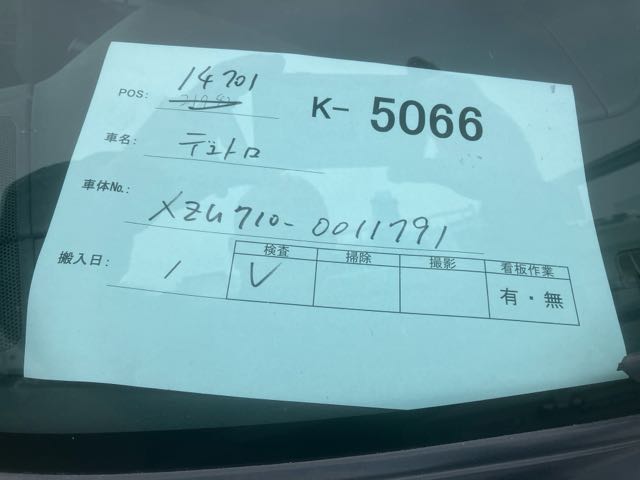 POS: 14701
K- 5066
車名: デュトロ
車体No.: XZU710-0011791
搬入日: /
検査 掃除 撮影 看板作業
V 有・無